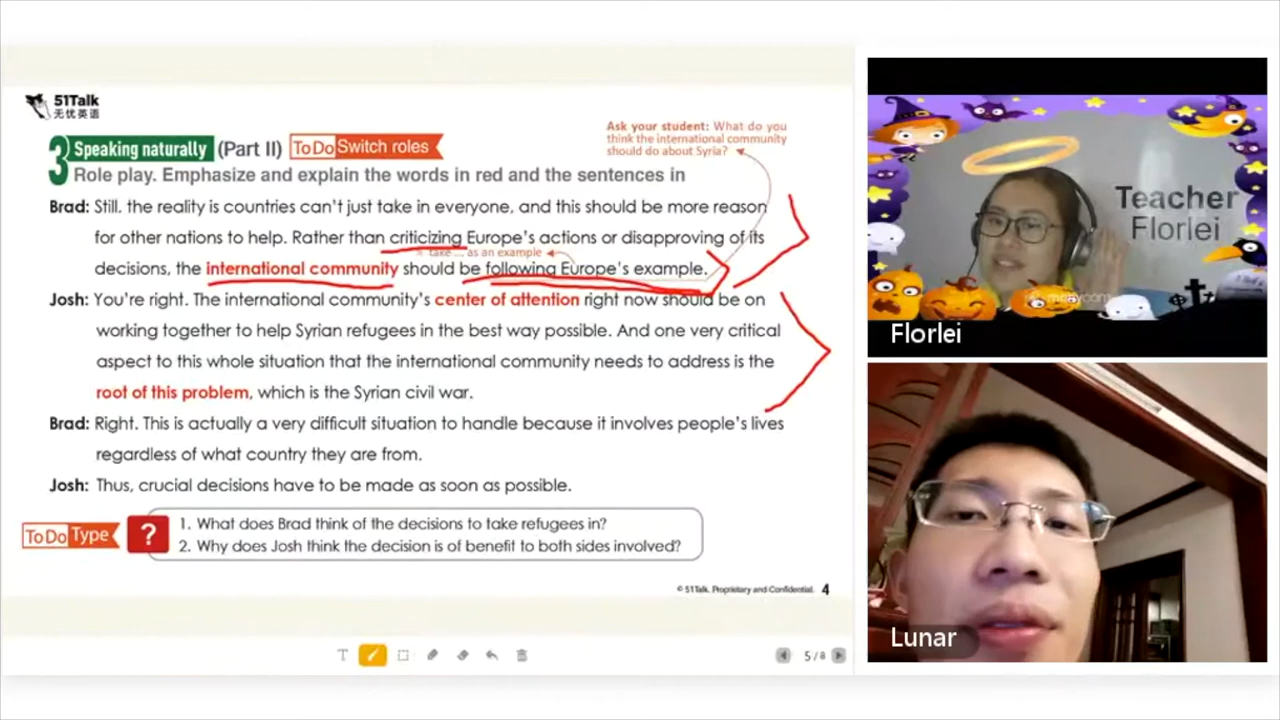 51Talk
无忧英语
Ask your student: What do you
think the international community
should do about Syria?
3 Speaking naturally (Part II) To Do Switch roles
Role play. Emphasize and explain the words in red and the sentences in
Brad: Still. the reality is countries can't just take in everyone, and this should be more reason
for other nations to help. Rather than criticizing Europe's actions or disapproving of its
take ... as an example
decisions, the international community should be following Europe's example.
Josh: You're right. The international community's center of attention right now should be on
working together to help Syrian refugees in the best way possible. And one very critical
aspect to this whole situation that the international community needs to address is the
root of this problem, which is the Syrian civil war.
Brad: Right. This is actually a very difficult situation to handle because it involves people's lives
regardless of what country they are from.
Josh: Thus, crucial decisions have to be made as soon as possible.
To Do Type ? 1. What does Brad think of the decisions to take refugees in?
2. Why does Josh think the decision is of benefit to both sides involved?
© 51Talk. Proprietary and Confidential. 4
T 5/8
Teacher
Florlei
Florlei
Lunar